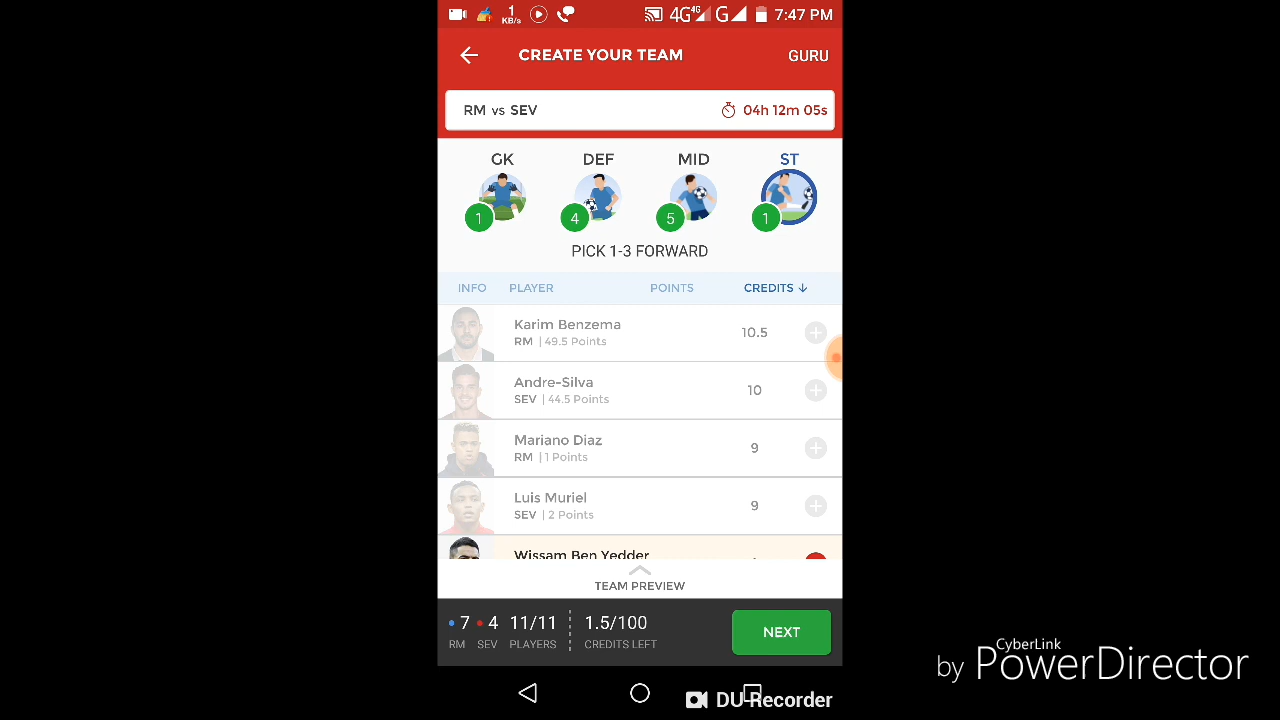 1 KB/s 4G 4G G 7:47 PM
CREATE YOUR TEAM GURU
RM vs SEV 04h 12m 05s
GK DEF MID ST
1 4 5 1
PICK 1-3 FORWARD
INFO PLAYER POINTS CREDITS ↓
Karim Benzema
RM | 49.5 Points
10.5
Andre-Silva
SEV | 44.5 Points
10
Mariano Diaz
RM | 1 Points
9
Luis Muriel
SEV | 2 Points
9
Wissam Ben Yedder
TEAM PREVIEW
7 4 11/11 1.5/100
RM SEV PLAYERS CREDITS LEFT
NEXT
DU Recorder
CyberLink
by PowerDirector